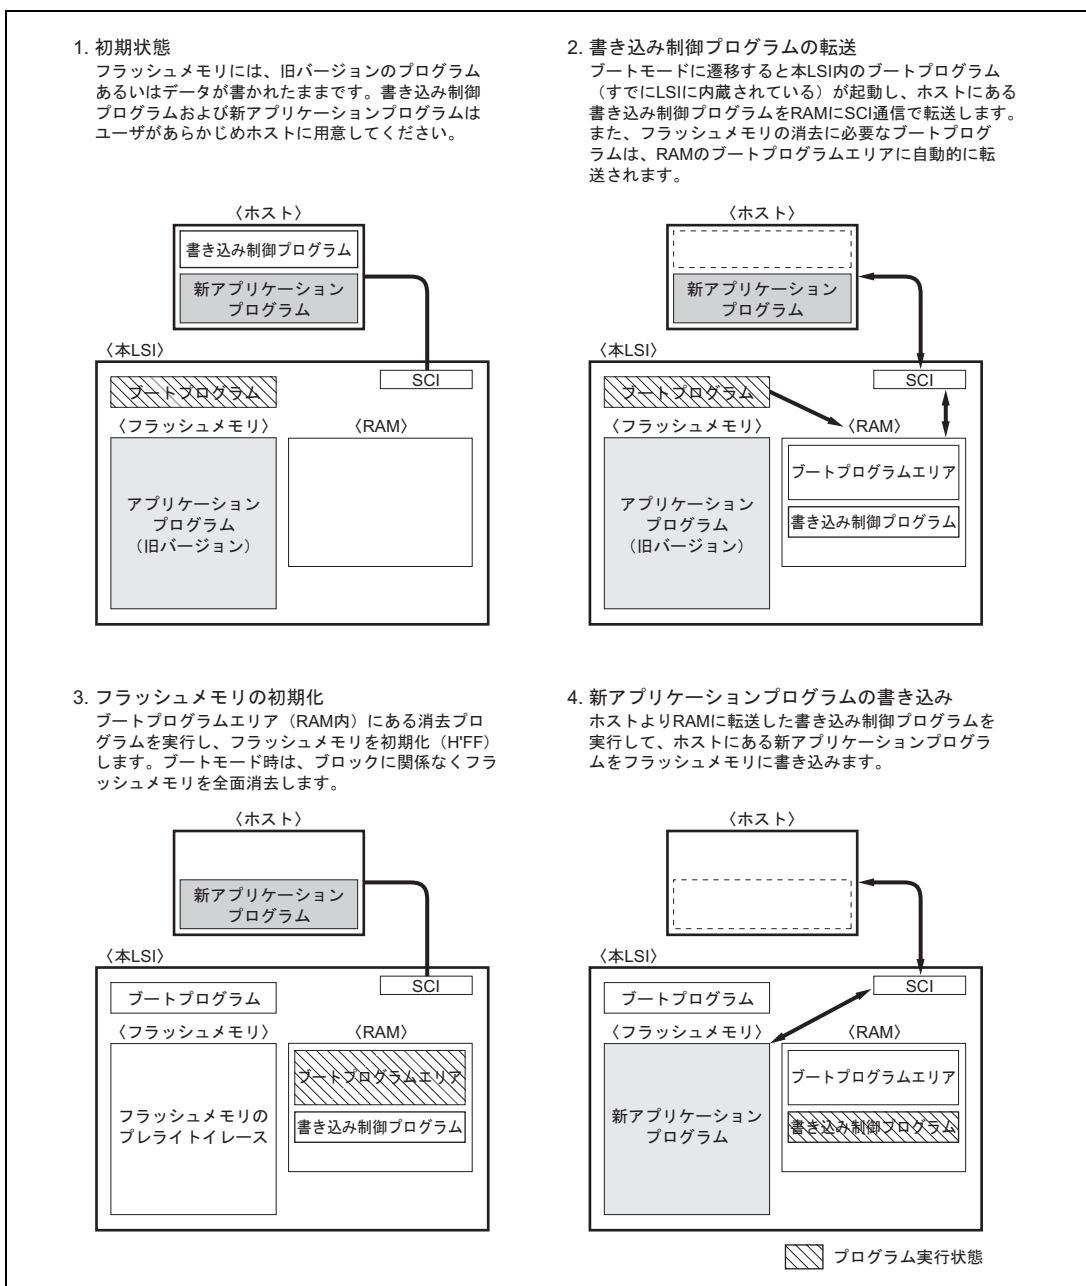 1. 初期状態
フラッシュメモリには、旧バージョンのプログラム
あるいはデータが書かれたままです。書き込み制御
プログラムおよび新アプリケーションプログラムは
ユーザがあらかじめホストに用意してください。
〈ホスト〉
書き込み制御プログラム
新アプリケーション
プログラム
〈本LSI〉
SCI
ブートプログラム
〈フラッシュメモリ〉
〈RAM〉
アプリケーション
プログラム
（旧バージョン）
2. 書き込み制御プログラムの転送
ブートモードに遷移すると本LSI内のブートプログラム
（すでにLSIに内蔵されている）が起動し、ホストにある
書き込み制御プログラムをRAMにSCI通信で転送します。
また、フラッシュメモリの消去に必要なブートプログ
ラムは、RAMのブートプログラムエリアに自動的に転
送されます。
〈ホスト〉
新アプリケーション
プログラム
〈本LSI〉
SCI
ブートプログラム
〈フラッシュメモリ〉
〈RAM〉
ブートプログラムエリア
アプリケーション
プログラム
（旧バージョン）
書き込み制御プログラム
3. フラッシュメモリの初期化
ブートプログラムエリア（RAM内）にある消去プロ
グラムを実行し、フラッシュメモリを初期化（H'FF）
します。ブートモード時は、ブロックに関係なくフラ
ッシュメモリを全面消去します。
〈ホスト〉
新アプリケーション
プログラム
〈本LSI〉
SCI
ブートプログラム
〈フラッシュメモリ〉
〈RAM〉
ブートプログラムエリア
フラッシュメモリの
プレライトイレース
書き込み制御プログラム
4. 新アプリケーションプログラムの書き込み
ホストよりRAMに転送した書き込み制御プログラムを
実行して、ホストにある新アプリケーションプログラ
ムをフラッシュメモリに書き込みます。
〈ホスト〉
〈本LSI〉
SCI
ブートプログラム
〈フラッシュメモリ〉
〈RAM〉
ブートプログラムエリア
新アプリケーション
プログラム
書き込み制御プログラム
プログラム実行状態